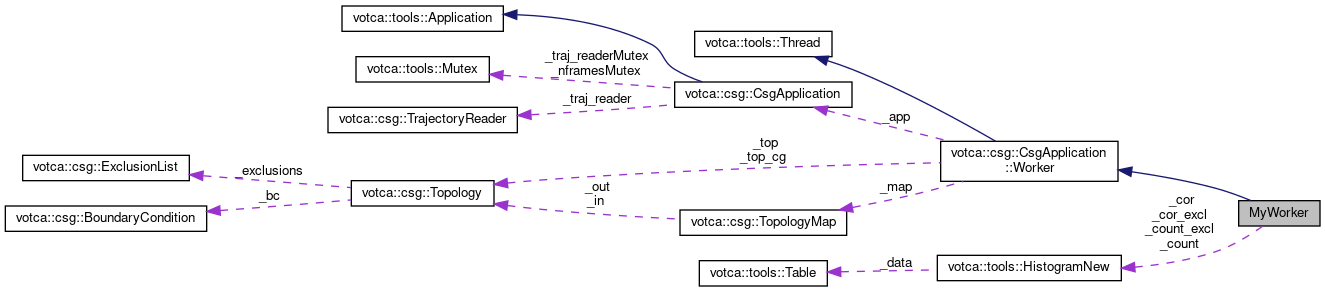 votca::tools::Application
votca::tools::Thread
_traj_readerMutex
_nframesMutex
votca::tools::Mutex
votca::csg::CsgApplication
_traj_reader
votca::csg::TrajectoryReader
_app
_top
_top_cg
votca::csg::CsgApplication
::Worker
votca::csg::ExclusionList
_exclusions
votca::csg::Topology
_out
_in
_map
_bc
votca::csg::BoundaryCondition
votca::csg::TopologyMap
_cor
_cor_excl
_count_excl
_count
MyWorker
votca::tools::Table
_data
votca::tools::HistogramNew